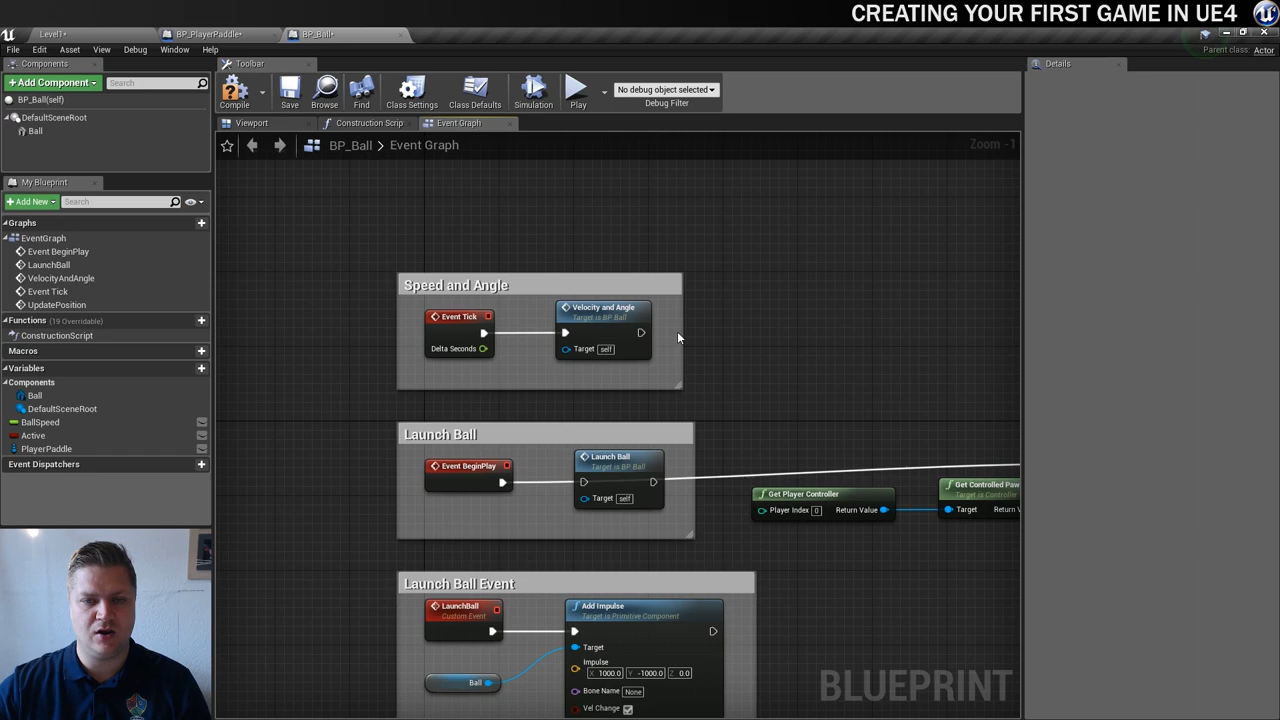 CREATING YOUR FIRST GAME IN UE4
Level1*
BP_PlayerPaddle*
BP_Ball*
File Edit Asset View Debug Window Help
Parent class: Actor
Components
Toolbar
Details
+Add Component
Search
BP_Ball(self)
DefaultSceneRoot
Ball
Compile
Save
Browse
Find
Class Settings
Class Defaults
Simulation
Play
No debug object selected
Debug Filter
Viewport
Construction Scrip
Event Graph
BP_Ball > Event Graph
Zoom -1
My Blueprint
+Add New
Search
Graphs
EventGraph
Event BeginPlay
LaunchBall
VelocityAndAngle
Event Tick
UpdatePosition
Functions (19 Overridable)
ConstructionScript
Macros
Variables
Components
Ball
DefaultSceneRoot
BallSpeed
Active
PlayerPaddle
Event Dispatchers
Speed and Angle
Event Tick
Delta Seconds
Velocity and Angle
Target is BP Ball
Target self
Launch Ball
Event BeginPlay
Launch Ball
Target is BP Ball
Target self
Get Player Controller
Player Index 0
Return Value
Get Controlled Paw
Target is Controller
Target
Return V
Launch Ball Event
LaunchBall
Custom Event
Ball
Add Impulse
Target is Primitive Component
Target
Impulse
X 1000.0 Y -1000.0 Z 0.0
Bone Name None
Vel Change
BLUEPRINT